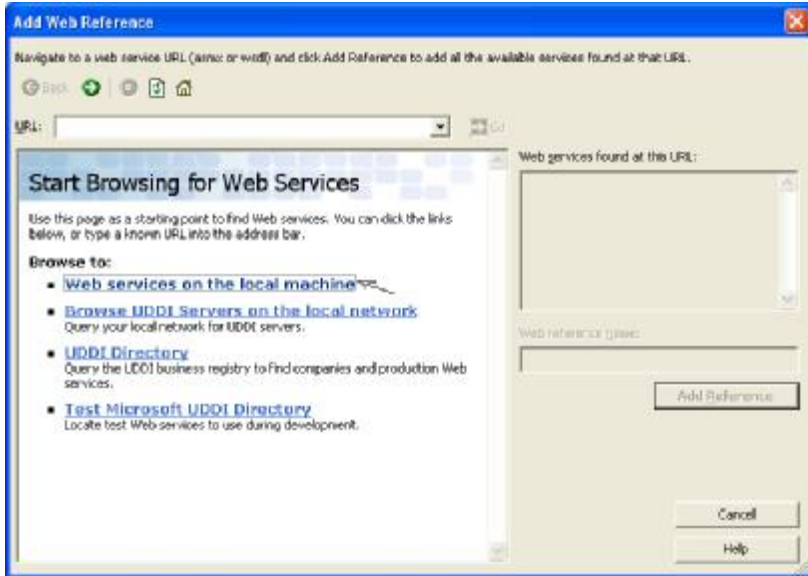 Add Web Reference
Navigate to a web service URL (asmx or wsdl) and click Add Reference to add all the available services found at that URL.
Back
URL:
Go
Start Browsing for Web Services
Use this page as a starting point to find Web services. You can click the links
below, or type a known URL into the address bar.
Browse to:
Web services on the local machine
Browse UDDI Servers on the local network
Query your local network for UDDI servers.
UDDI Directory
Query the UDDI business registry to find companies and production Web
services.
Test Microsoft UDDI Directory
Locate test Web services to use during development.
Web services found at this URL:
Web reference name:
Add Reference
Cancel
Help